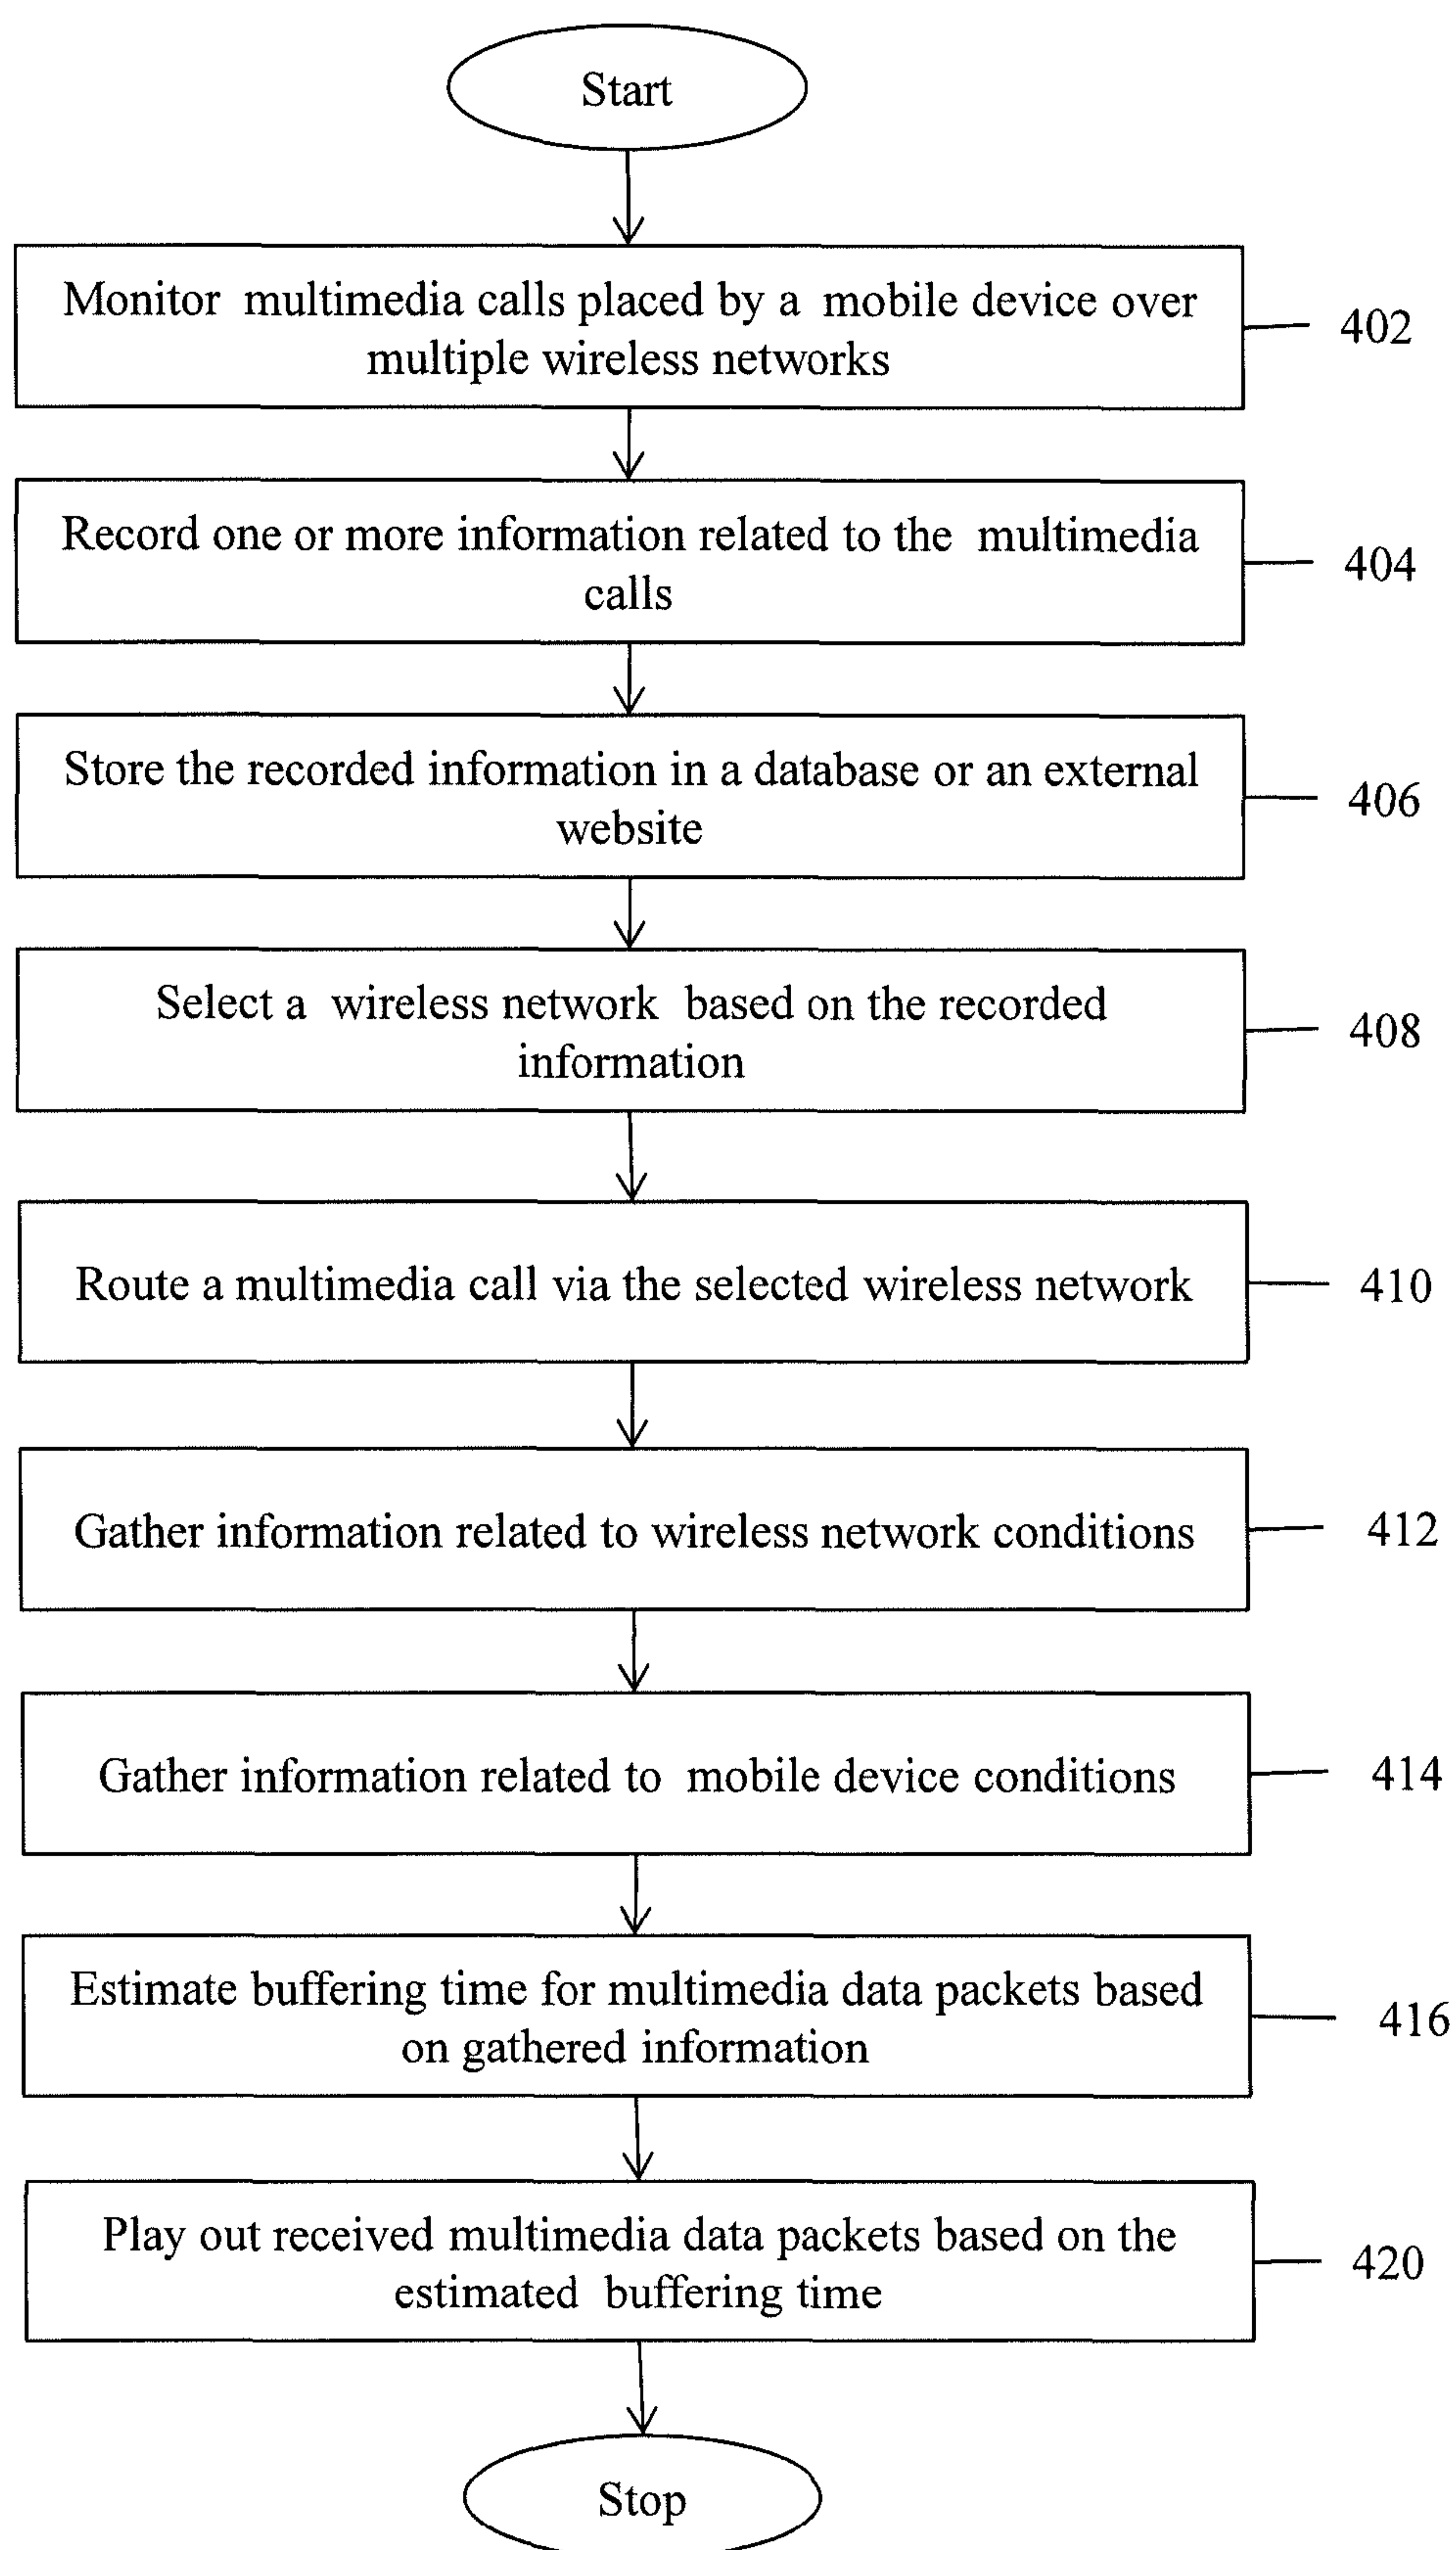 Start
Monitor multimedia calls placed by a mobile device over
multiple wireless networks
402
Record one or more information related to the multimedia
calls
404
Store the recorded information in a database or an external
website
406
Select a wireless network based on the recorded
information
408
Route a multimedia call via the selected wireless network
410
Gather information related to wireless network conditions
412
Gather information related to mobile device conditions
414
Estimate buffering time for multimedia data packets based
on gathered information
416
Play out received multimedia data packets based on the
estimated buffering time
420
Stop